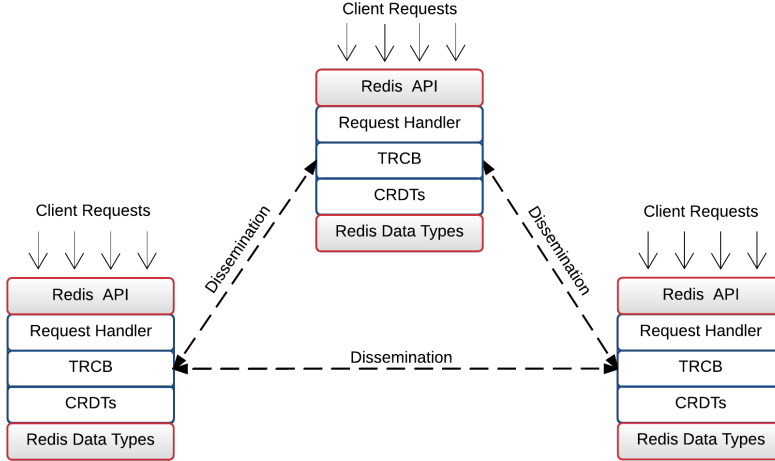 Client Requests
Redis API
Request Handler
TRCB
CRDTs
Redis Data Types
Dissemination
Dissemination
Client Requests
Redis API
Request Handler
TRCB
CRDTs
Redis Data Types
Dissemination
Client Requests
Redis API
Request Handler
TRCB
CRDTs
Redis Data Types